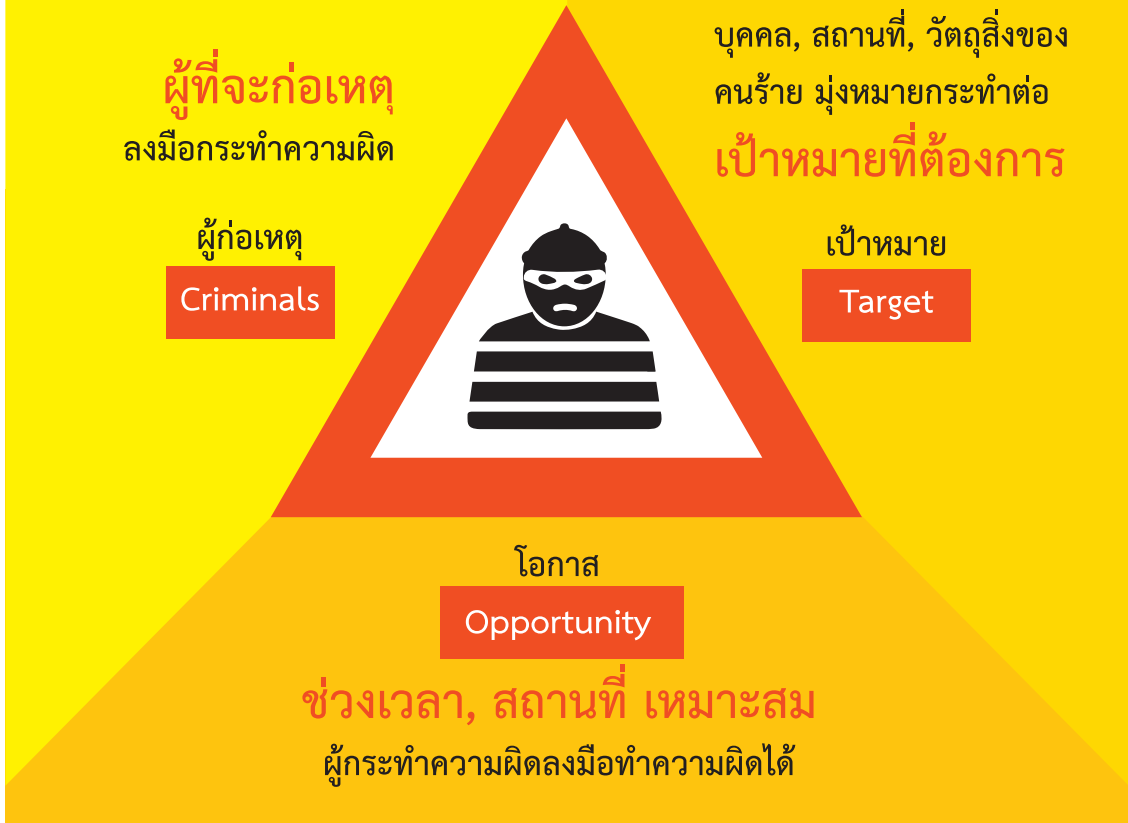 ผู้ที่จะก่อเหตุ
ลงมือกระทำความผิด
ผู้ก่อเหตุ
Criminals
บุคคล, สถานที่, วัตถุสิ่งของ
คนร้าย มุ่งหมายกระทำต่อ
เป้าหมายที่ต้องการ
เป้าหมาย
Target
โอกาส
Opportunity
ช่วงเวลา, สถานที่ เหมาะสม
ผู้กระทำความผิดลงมือทำความผิดได้